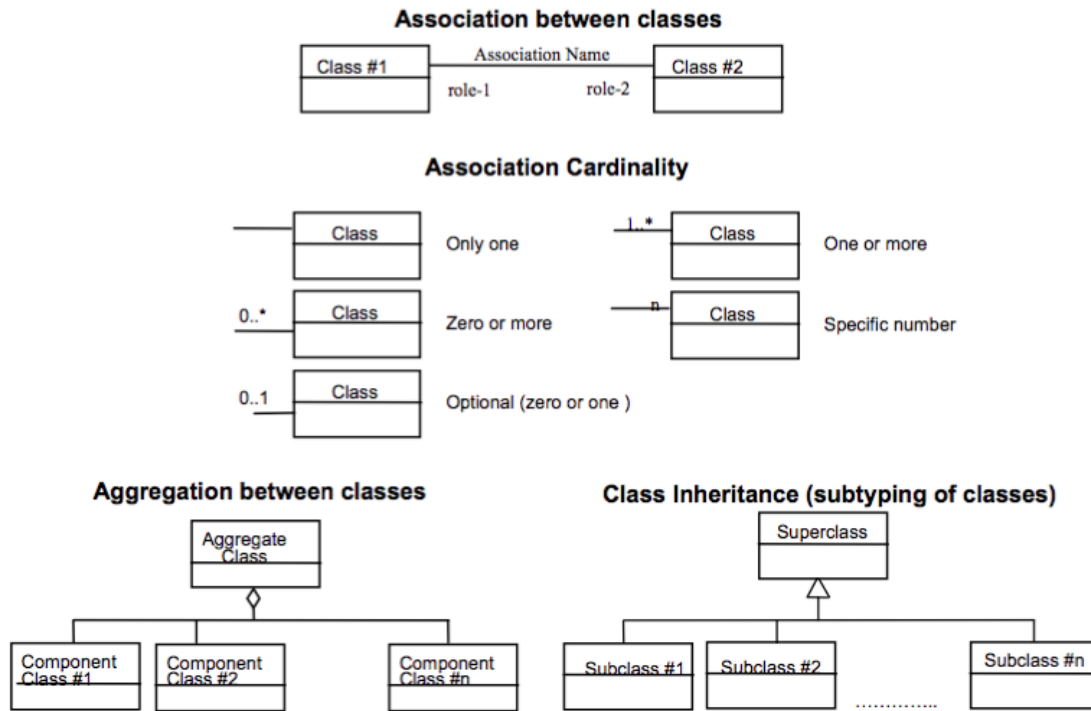 Association between classes
Class #1
Association Name
Class #2
role-1
role-2
Association Cardinality
Class
Only one
1..*
Class
One or more
0..*
Class
Zero or more
n
Class
Specific number
0..1
Class
Optional (zero or one )
Aggregation between classes
Class Inheritance (subtyping of classes)
Aggregate
Class
Superclass
Component
Class #1
Component
Class #2
Component
Class #n
Subclass #1
Subclass #2
Subclass #n
..............